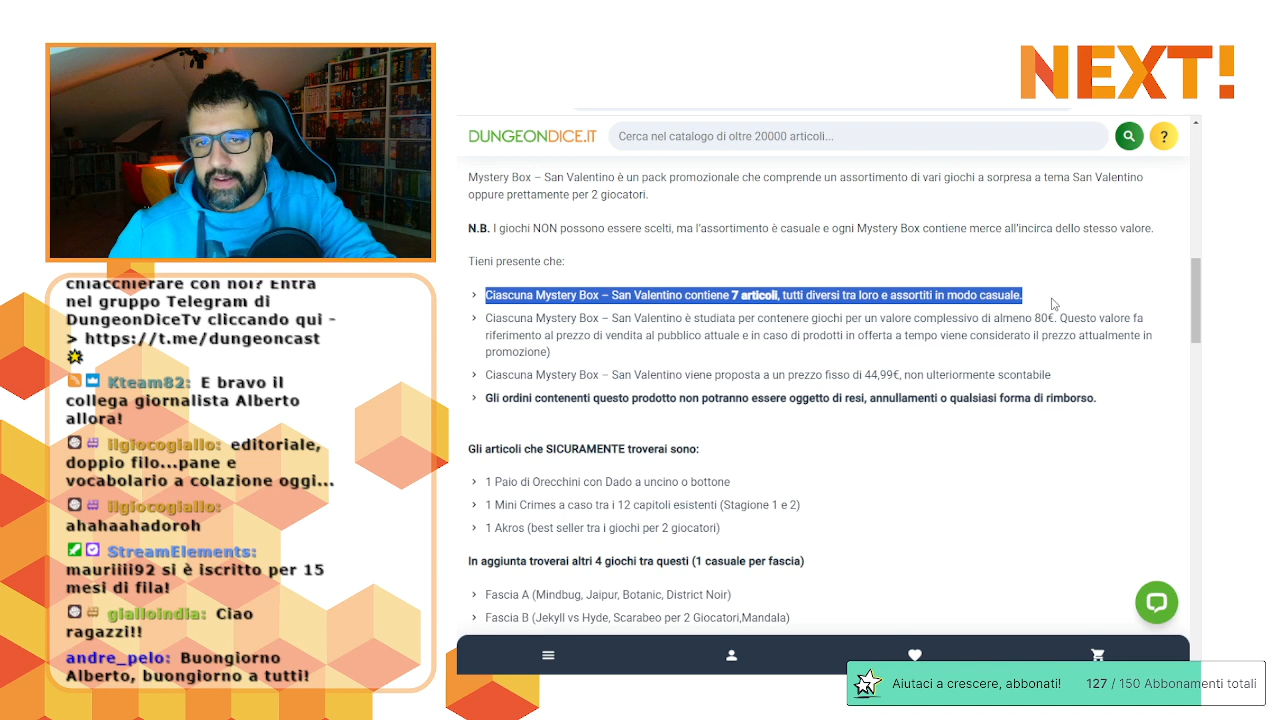 NEXT!
DUNGEONDICE.IT
Cerca nel catalogo di oltre 20000 articoli...
?
Mystery Box – San Valentino è un pack promozionale che comprende un assortimento di vari giochi a sorpresa a tema San Valentino
oppure prettamente per 2 giocatori.
N.B. I giochi NON possono essere scelti, ma l'assortimento è casuale e ogni Mystery Box contiene merce all'incirca dello stesso valore.
Tieni presente che:
Ciascuna Mystery Box – San Valentino contiene 7 articoli, tutti diversi tra loro e assortiti in modo casuale.
Ciascuna Mystery Box – San Valentino è studiata per contenere giochi per un valore complessivo di almeno 80€. Questo valore fa
riferimento al prezzo di vendita al pubblico attuale e in caso di prodotti in offerta a tempo viene considerato il prezzo attualmente in
promozione)
Ciascuna Mystery Box – San Valentino viene proposta a un prezzo fisso di 44,99€, non ulteriormente scontabile
Gli ordini contenenti questo prodotto non potranno essere oggetto di resi, annullamenti o qualsiasi forma di rimborso.
Gli articoli che SICURAMENTE troverai sono:
1 Paio di Orecchini con Dado a uncino o bottone
1 Mini Crimes a caso tra i 12 capitoli esistenti (Stagione 1 e 2)
1 Akros (best seller tra i giochi per 2 giocatori)
In aggiunta troverai altri 4 giochi tra questi (1 casuale per fascia)
Fascia A (Mindbug, Jaipur, Botanic, District Noir)
Fascia B (Jekyll vs Hyde, Scarabeo per 2 Giocatori,Mandala)
chiacchierare con noi? Entra
nel gruppo Telegram di
DungeonDiceTv cliccando qui -
> https://t.me/dungeoncast
Kteam82: E bravo il
collega giornalista Alberto
allora!
ilgiocogiallo: editoriale,
doppio filo...pane e
vocabolario a colazione oggi...
ilgiocogiallo:
ahahaahadoroh
StreamElements:
mauriiii92 si è iscritto per 15
mesi di fila!
gialloindia: Ciao
ragazzi!!
andre_pelo: Buongiorno
Alberto, buongiorno a tutti!
Aiutaci a crescere, abbonati! 127 / 150 Abbonamenti totali